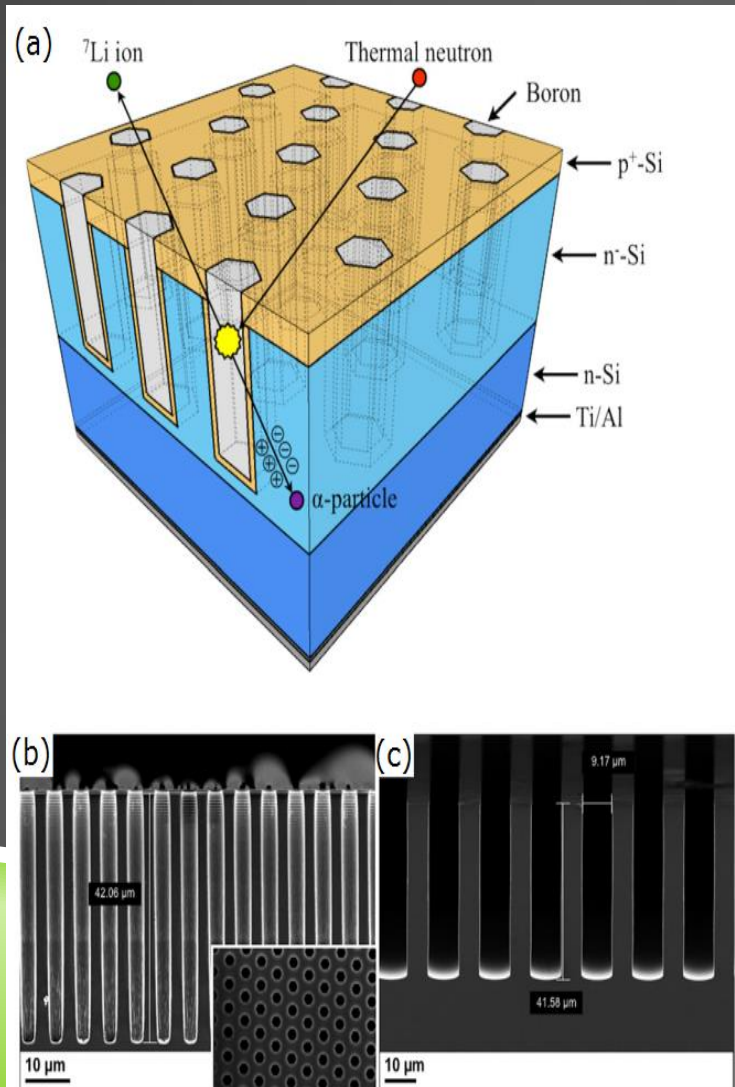 (a)
⁷Li ion
Thermal neutron
Boron
p⁺-Si
n⁻-Si
n-Si
Ti/Al
α-particle
(b)
42.06 µm
10 µm
(c)
9.17 µm
41.58 µm
10 µm